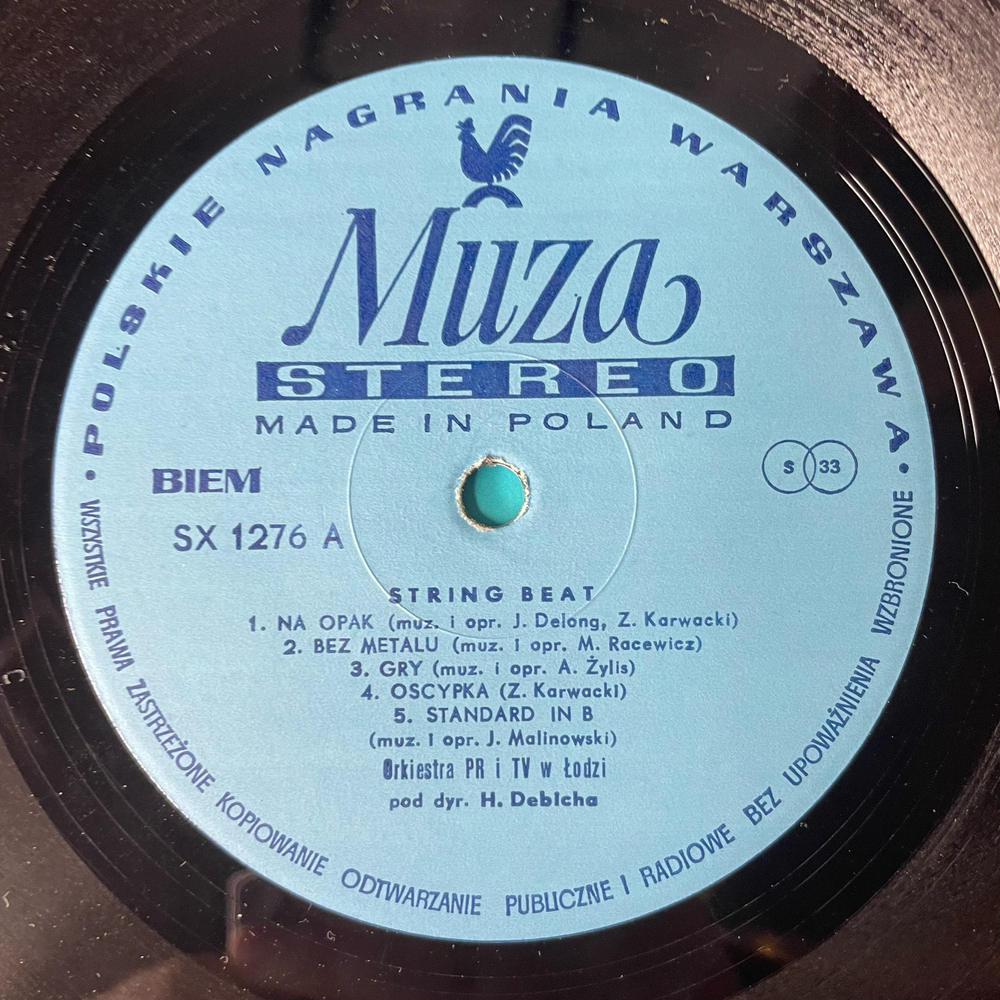 • POLSKIE NAGRANIA WARSZAWA •
Muza
STEREO
MADE IN POLAND
BIEM
S 33
SX 1276 A
STRING BEAT
1. NA OPAK (muz. i opr. J. Delong, Z. Karwacki)
2. BEZ METALU (muz. i opr. M. Racewicz)
3. GRY (muz. i opr. A. Żylis)
4. OSCYPKA (Z. Karwacki)
5. STANDARD IN B
(muz. i opr. J. Malinowski)
Orkiestra PR i TV w Łodzi
pod dyr. H. Debicha
WSZYSTKIE PRAWA ZASTRZEŻONE KOPIOWANIE ODTWARZANIE PUBLICZNE I RADIOWE BEZ UPOWAŻNIENIA WZBRONIONE